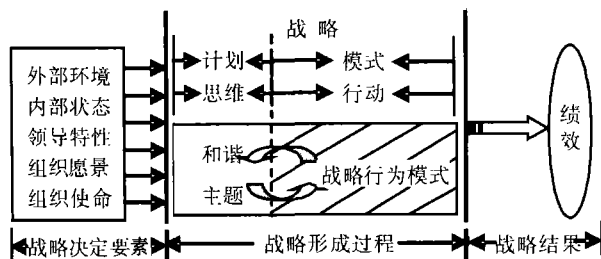 战略
计划 模式
思维 行动
外部环境
内部状态
领导特性
组织愿景
组织使命
和谐
主题
战略行为模式
绩效
战略决定要素 战略形成过程 战略结果